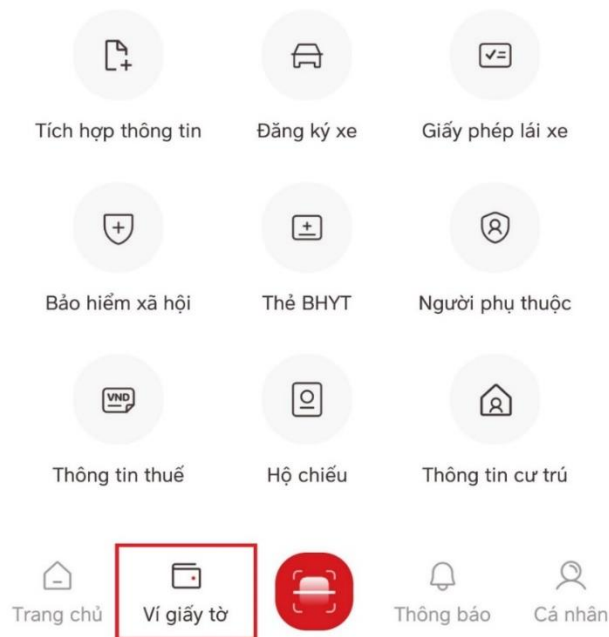 Tích hợp thông tin
Đăng ký xe
Giấy phép lái xe
Bảo hiểm xã hội
Thẻ BHYT
Người phụ thuộc
VND
Thông tin thuế
Hộ chiếu
Thông tin cư trú
Trang chủ
Ví giấy tờ
Thông báo
Cá nhân